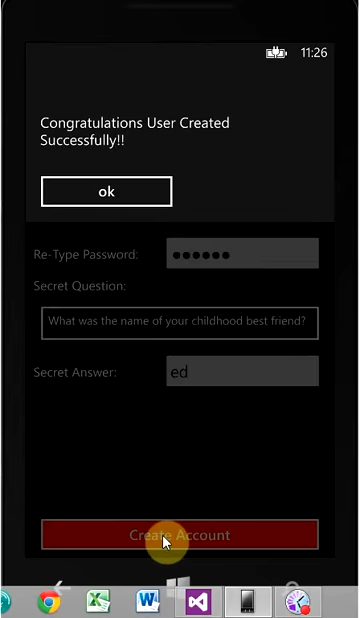 11:26
Congratulations User Created
Successfully!!
ok
Re-Type Password:
Secret Question:
What was the name of your childhood best friend?
Secret Answer:
ed
Create Account